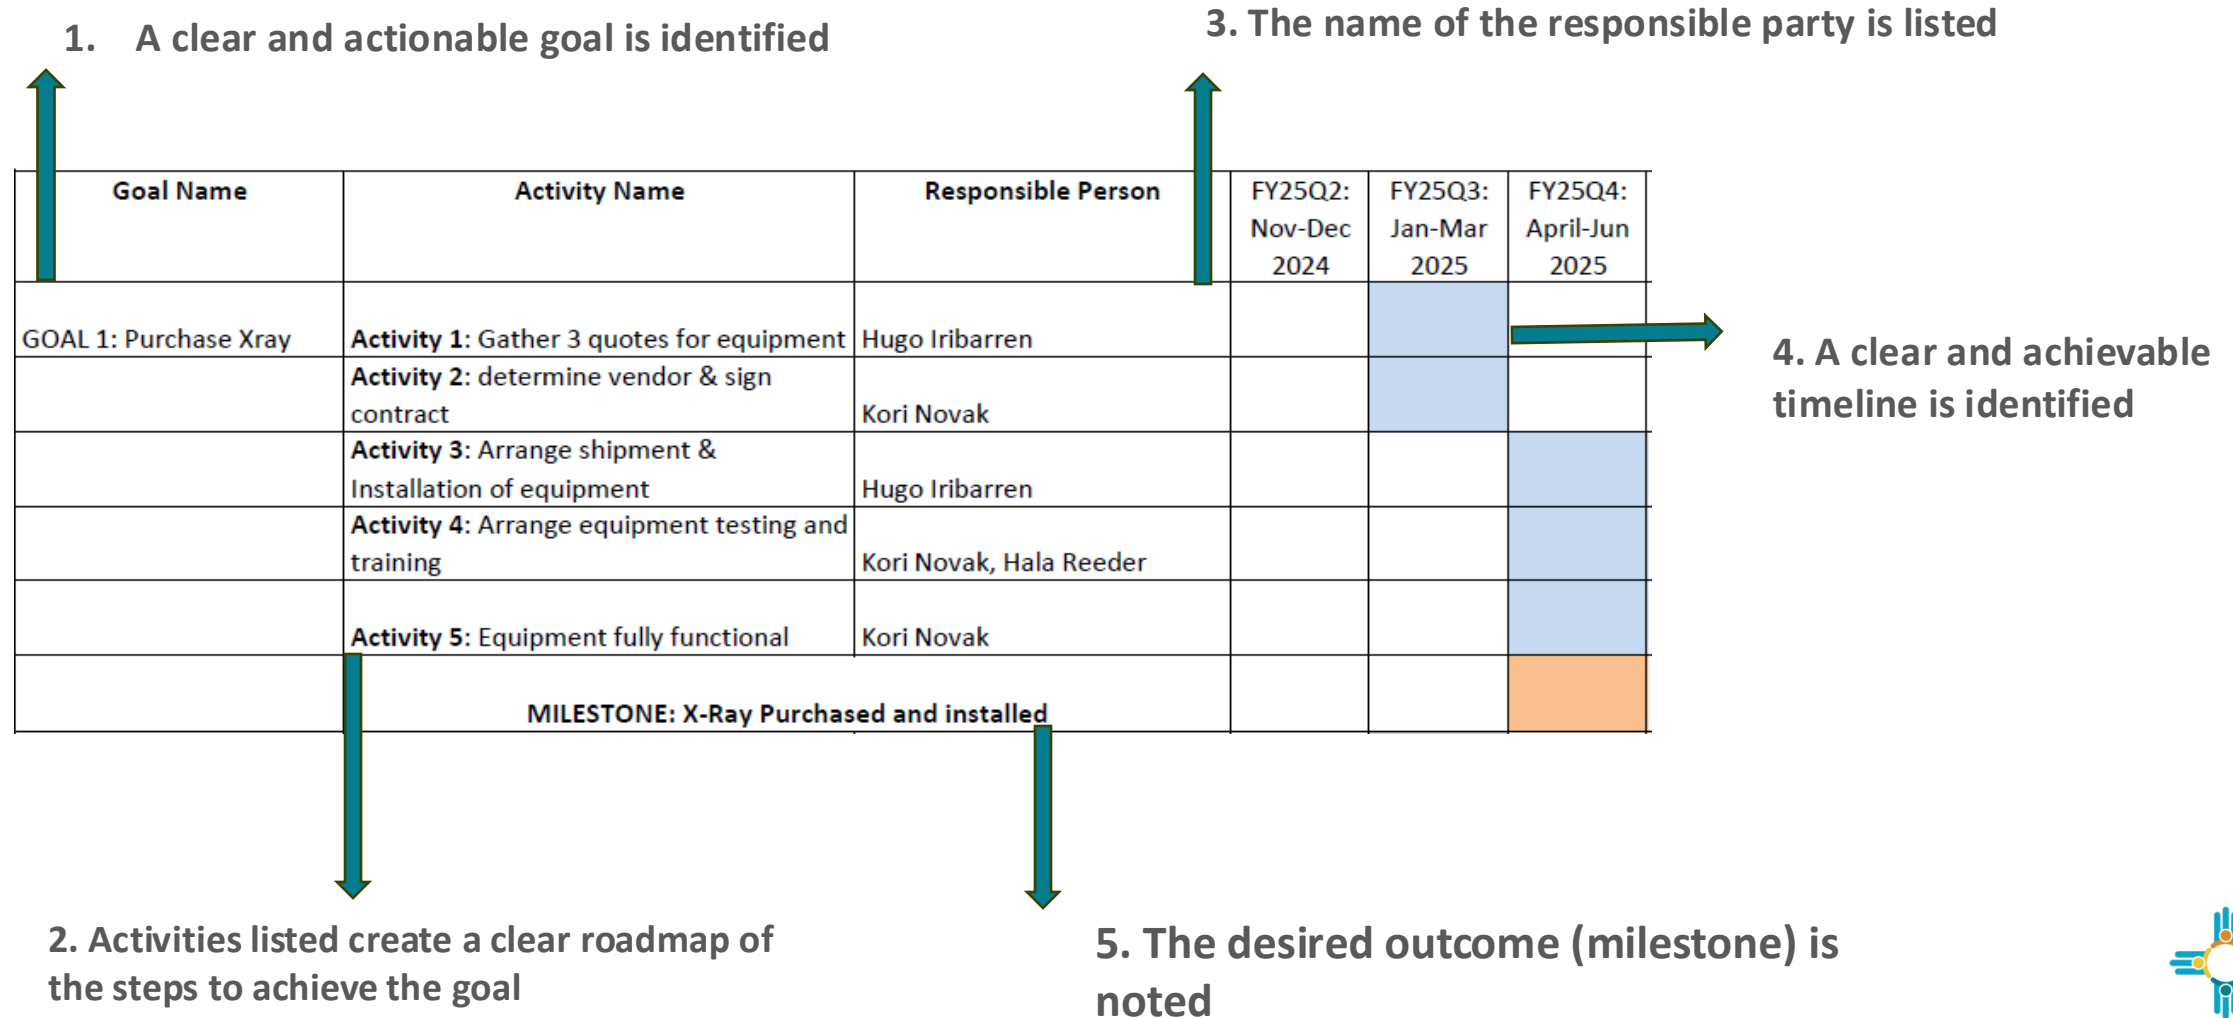 1. A clear and actionable goal is identified
3. The name of the responsible party is listed
Goal Name
Activity Name
Responsible Person
FY25Q2:
Nov-Dec
2024
FY25Q3:
Jan-Mar
2025
FY25Q4:
April-Jun
2025
GOAL 1: Purchase Xray
Activity 1: Gather 3 quotes for equipment
Hugo Iribarren
Activity 2: determine vendor & sign
contract
Kori Novak
Activity 3: Arrange shipment &
Installation of equipment
Hugo Iribarren
Activity 4: Arrange equipment testing and
training
Kori Novak, Hala Reeder
Activity 5: Equipment fully functional
Kori Novak
MILESTONE: X-Ray Purchased and installed
4. A clear and achievable
timeline is identified
2. Activities listed create a clear roadmap of
the steps to achieve the goal
5. The desired outcome (milestone) is
noted